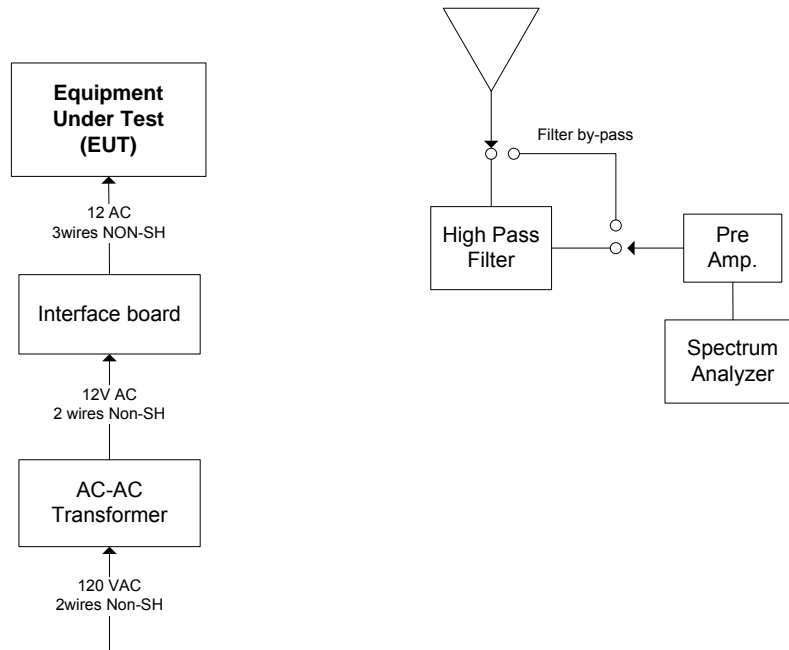 Equipment
Under Test
(EUT)
12 AC
3wires NON-SH
Interface board
12V AC
2 wires Non-SH
AC-AC
Transformer
120 VAC
2wires Non-SH
Filter by-pass
High Pass
Filter
Pre
Amp.
Spectrum
Analyzer